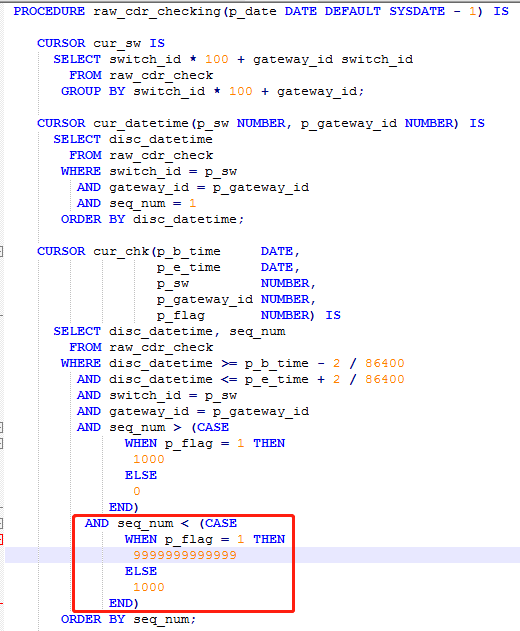 PROCEDURE raw_cdr_checking(p_date DATE DEFAULT SYSDATE - 1) IS
CURSOR cur_sw IS
SELECT switch_id * 100 + gateway_id switch_id
FROM raw_cdr_check
GROUP BY switch_id * 100 + gateway_id;
CURSOR cur_datetime(p_sw NUMBER, p_gateway_id NUMBER) IS
SELECT disc_datetime
FROM raw_cdr_check
WHERE switch_id = p_sw
AND gateway_id = p_gateway_id
AND seq_num = 1
ORDER BY disc_datetime;
CURSOR cur_chk(p_b_time DATE,
p_e_time DATE,
p_sw NUMBER,
p_gateway_id NUMBER,
p_flag NUMBER) IS
SELECT disc_datetime, seq_num
FROM raw_cdr_check
WHERE disc_datetime >= p_b_time - 2 / 86400
AND disc_datetime <= p_e_time + 2 / 86400
AND switch_id = p_sw
AND gateway_id = p_gateway_id
AND seq_num > (CASE
WHEN p_flag = 1 THEN
1000
ELSE
0
END)
AND seq_num < (CASE
WHEN p_flag = 1 THEN
9999999999999
ELSE
1000
END)
ORDER BY seq_num;